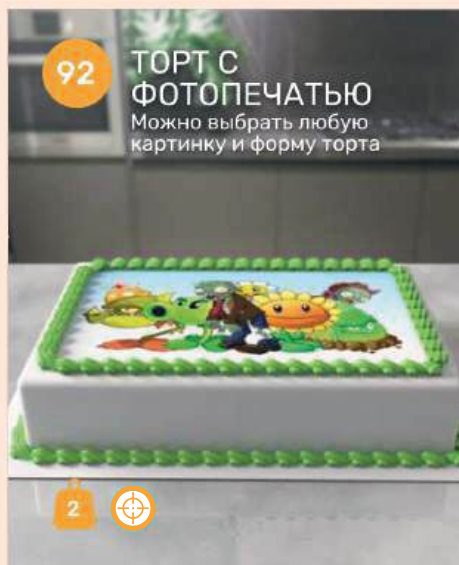 92
ТОРТ С
ФОТОПЕЧАТЬЮ
Можно выбрать любую
картинку и форму торта
2